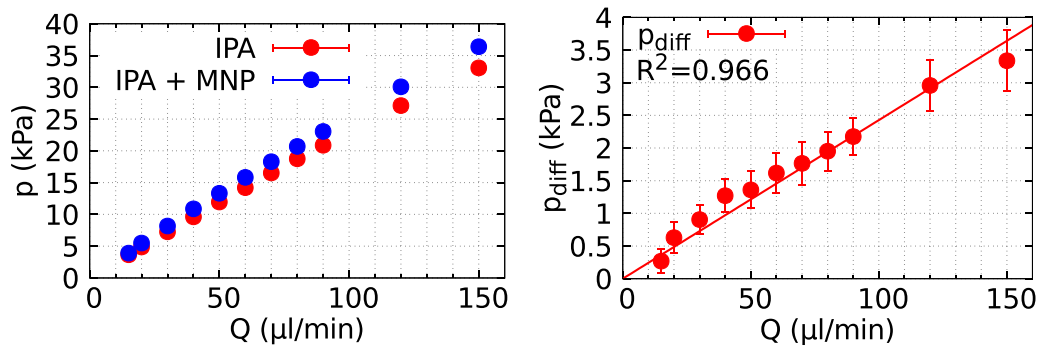 40
35
30
25
20
15
10
5
0
p (kPa)
IPA
IPA + MNP
0 50 100 150
Q (µl/min)
4
3.5
3
2.5
2
1.5
1
0.5
0
p_diff (kPa)
p_diff
R²=0.966
0 50 100 150
Q (µl/min)